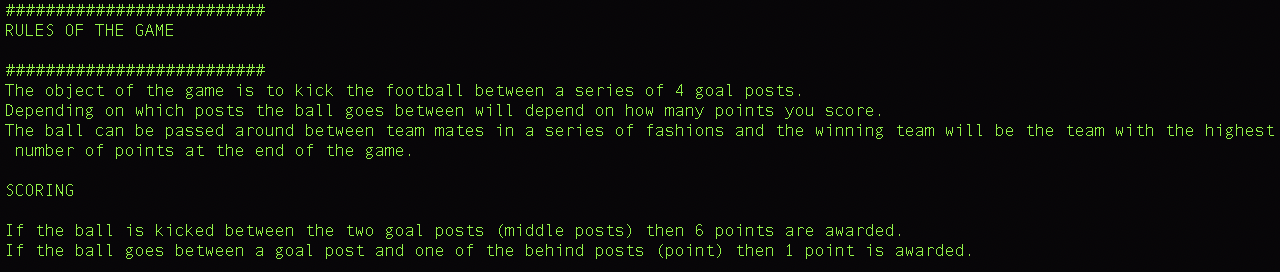 ##########################
RULES OF THE GAME
##########################
The object of the game is to kick the football between a series of 4 goal posts.
Depending on which posts the ball goes between will depend on how many points you score.
The ball can be passed around between team mates in a series of fashions and the winning team will be the team with the highest
number of points at the end of the game.
SCORING
If the ball is kicked between the two goal posts (middle posts) then 6 points are awarded.
If the ball goes between a goal post and one of the behind posts (point) then 1 point is awarded.